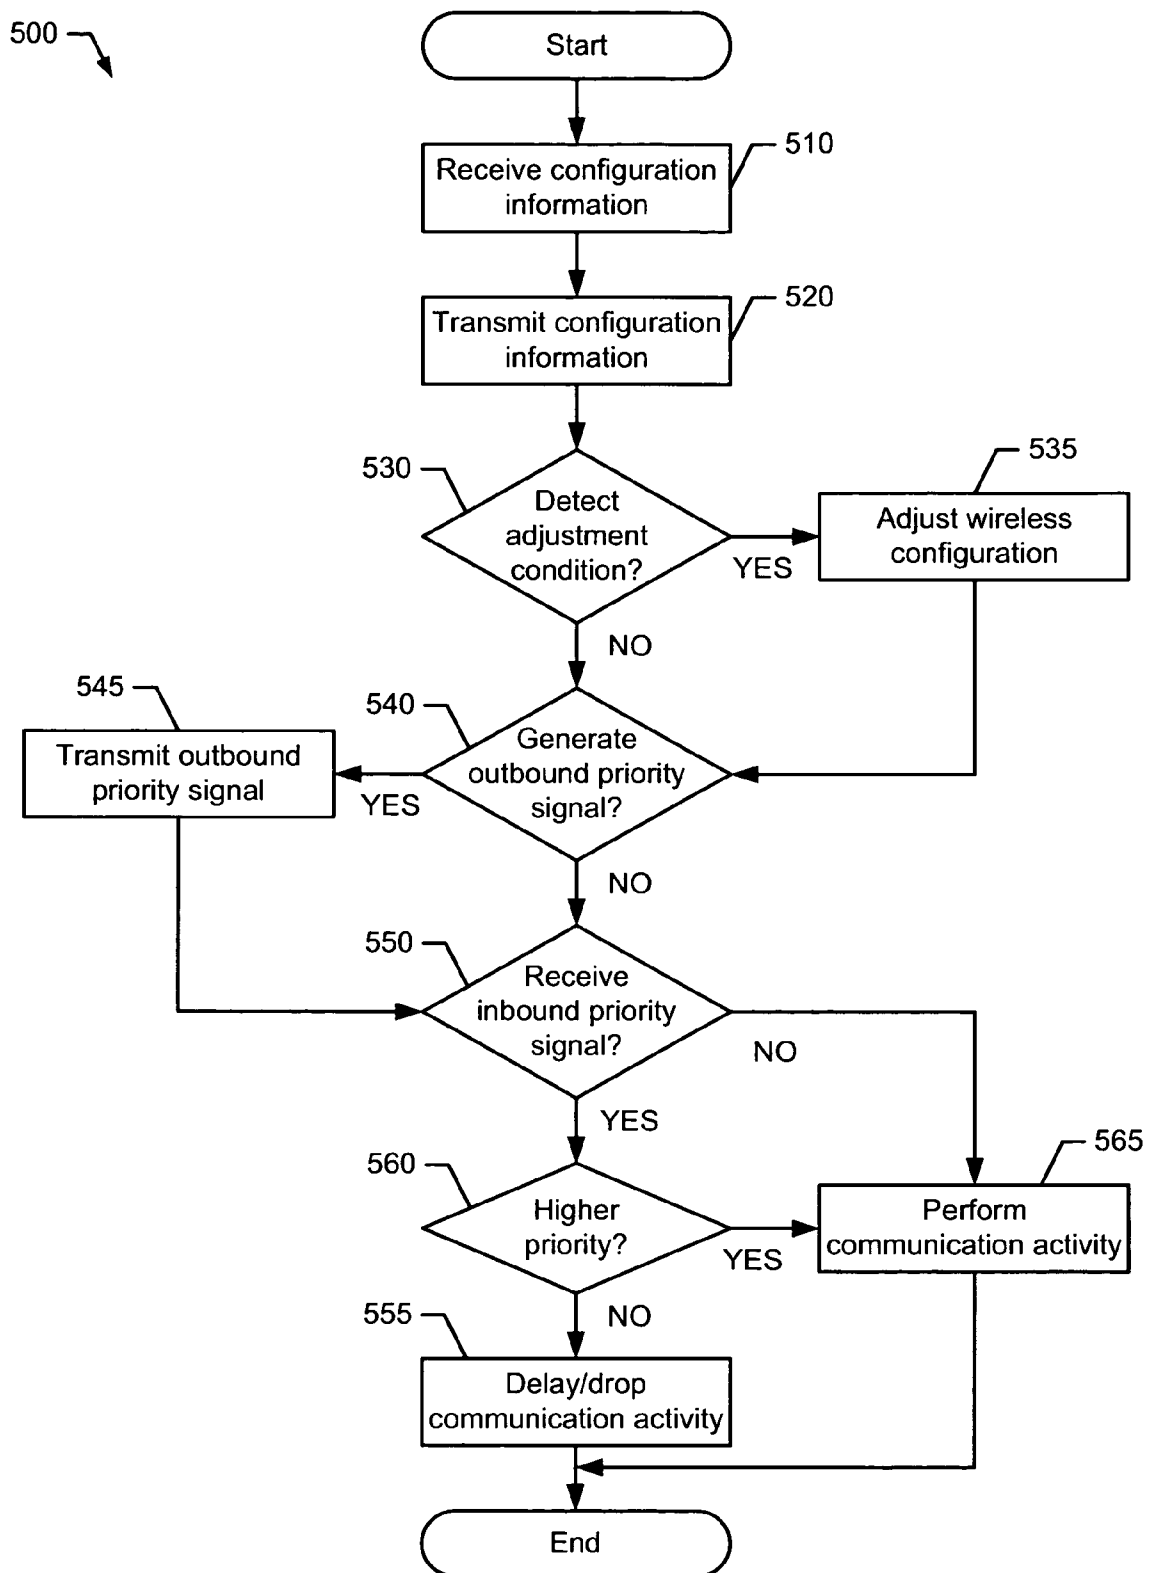 500
Start
510
Receive configuration
information
520
Transmit configuration
information
530
Detect
adjustment
condition?
YES
535
Adjust wireless
configuration
NO
545
Transmit outbound
priority signal
540
Generate
outbound priority
signal?
YES
NO
550
Receive
inbound priority
signal?
NO
YES
560
Higher
priority?
YES
565
Perform
communication activity
NO
555
Delay/drop
communication activity
End